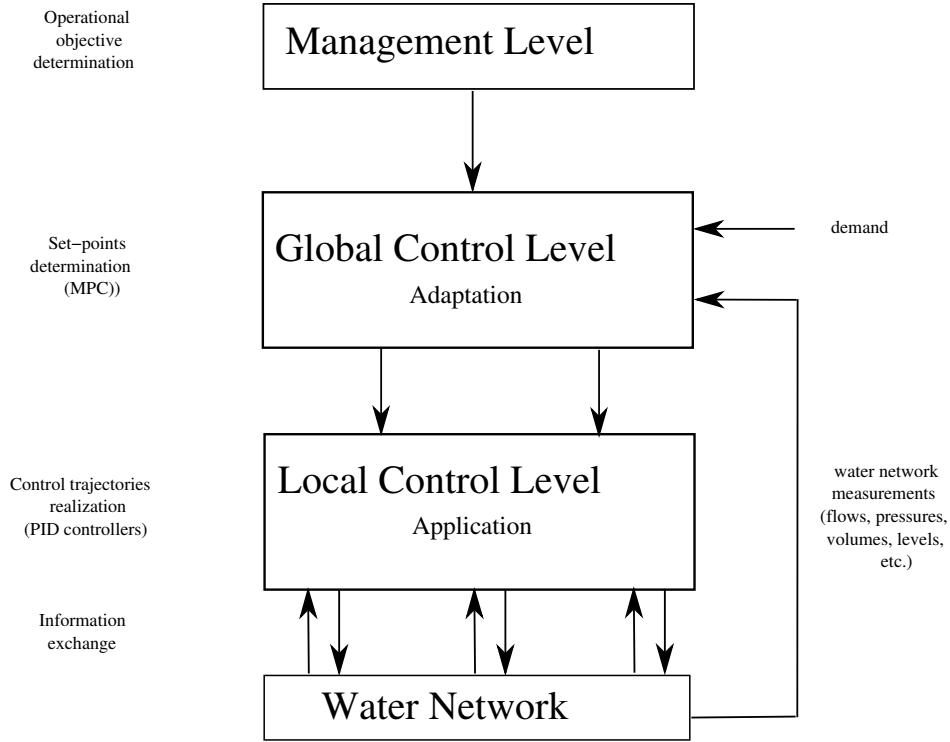 Operational
objective
determination
Management Level
Set−points
determination
(MPC))
Global Control Level
Adaptation
demand
Control trajectories
realization
(PID controllers)
Local Control Level
Application
water network
measurements
(flows, pressures,
volumes, levels,
etc.)
Information
exchange
Water Network